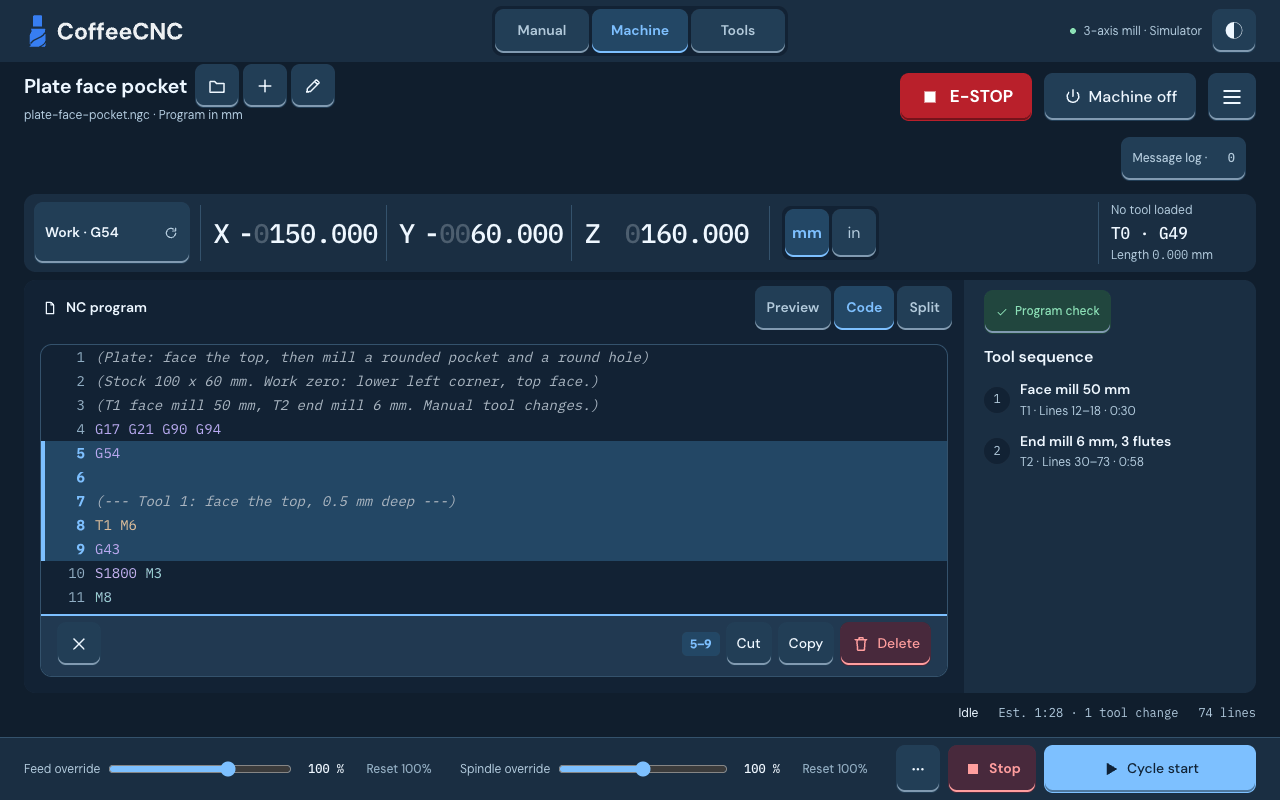 CoffeeCNC
Manual
Machine
Tools
3-axis mill · Simulator
Plate face pocket
plate-face-pocket.ngc · Program in mm
E-STOP
Machine off
Message log · 0
Work · G54
X -0150.000
Y -0060.000
Z 0160.000
mm
in
No tool loaded
T0 · G49
Length 0.000 mm
NC program
Preview
Code
Split
1 (Plate: face the top, then mill a rounded pocket and a round hole)
2 (Stock 100 x 60 mm. Work zero: lower left corner, top face.)
3 (T1 face mill 50 mm, T2 end mill 6 mm. Manual tool changes.)
4 G17 G21 G90 G94
5 G54
6
7 (--- Tool 1: face the top, 0.5 mm deep ---)
8 T1 M6
9 G43
10 S1800 M3
11 M8
5–9
Cut
Copy
Delete
Program check
Tool sequence
1
Face mill 50 mm
T1 · Lines 12–18 · 0:30
2
End mill 6 mm, 3 flutes
T2 · Lines 30–73 · 0:58
Idle Est. 1:28 · 1 tool change 74 lines
Feed override
100 %
Reset 100%
Spindle override
100 %
Reset 100%
Stop
Cycle start